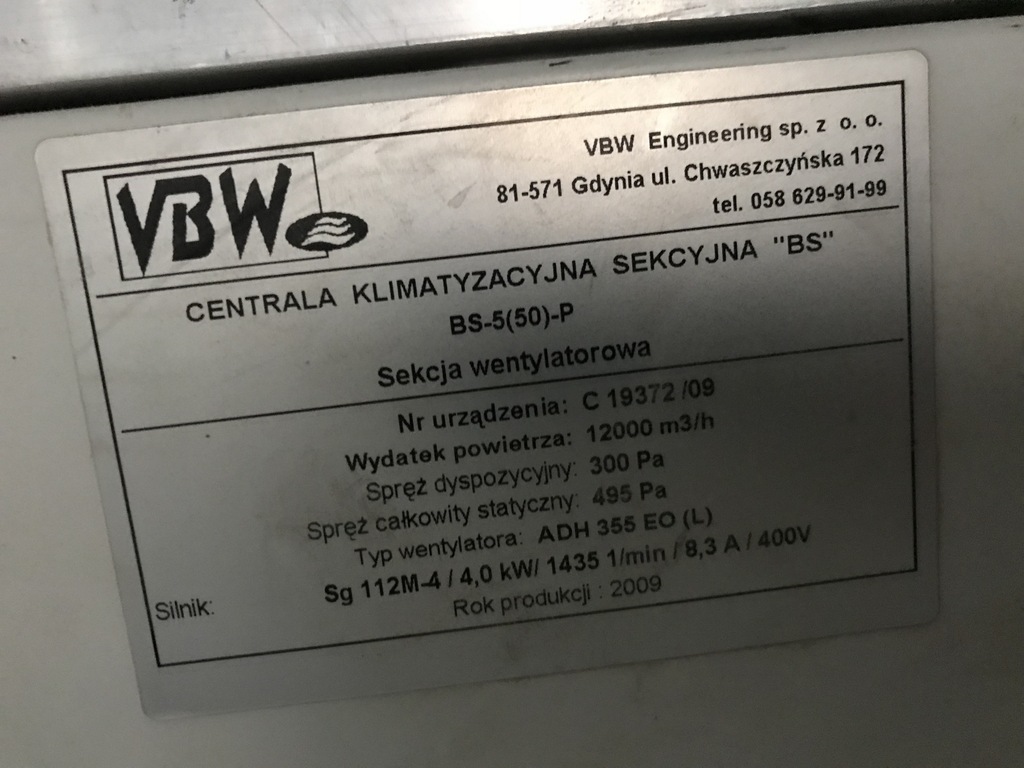 VBW
VBW Engineering sp. z o. o.
81-571 Gdynia ul. Chwaszczyńska 172
tel. 058 629-91-99
CENTRALA KLIMATYZACYJNA SEKCYJNA "BS"
BS-5(50)-P
Sekcja wentylatorowa
Nr urządzenia: C 19372 /09
Wydatek powietrza: 12000 m3/h
Spręż dyspozycyjny: 300 Pa
Spręż całkowity statyczny: 495 Pa
Typ wentylatora: ADH 355 EO (L)
Silnik: Sg 112M-4 / 4,0 kW/ 1435 1/min / 8,3 A / 400V
Rok produkcji : 2009